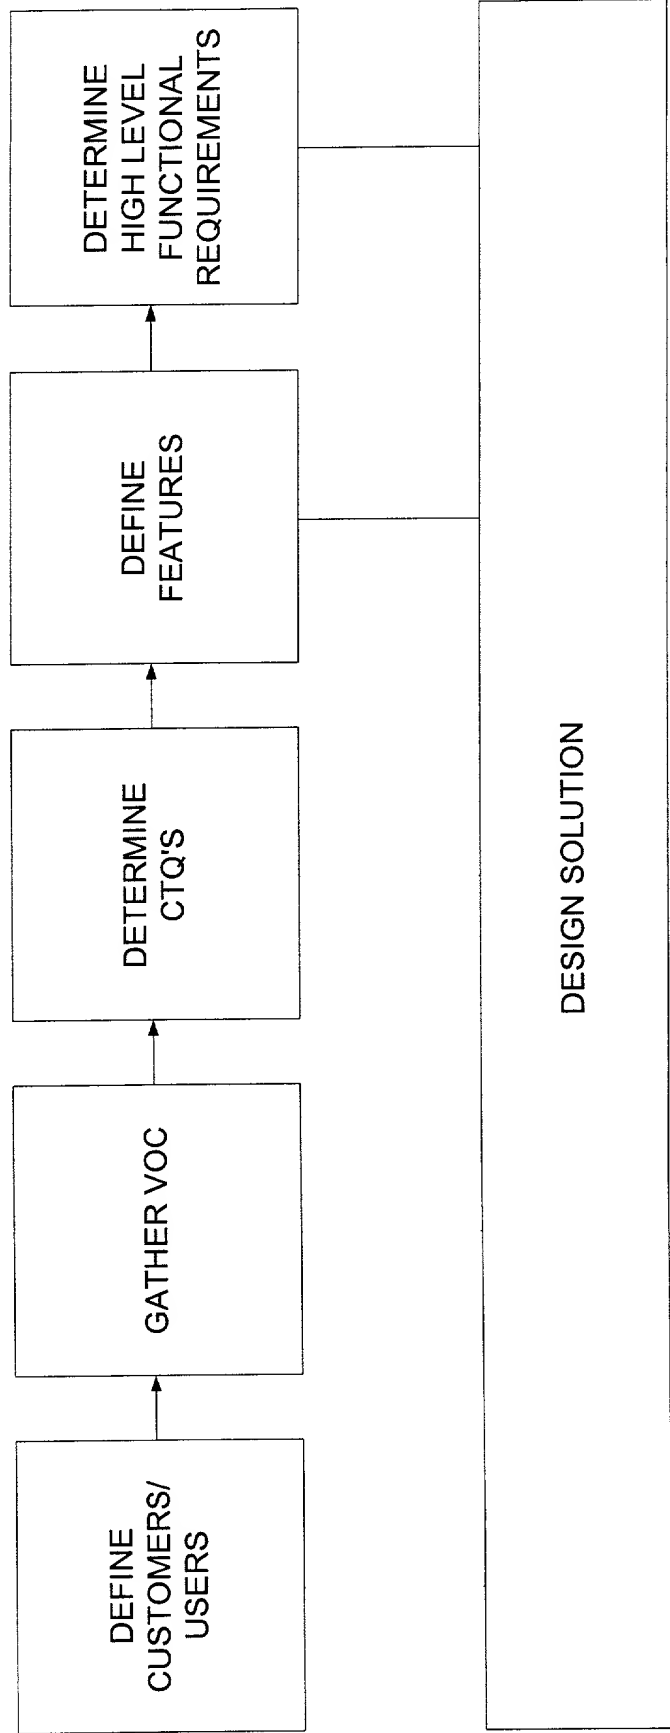 DEFINE
CUSTOMERS/
USERS
GATHER VOC
DETERMINE
CTQ'S
DEFINE
FEATURES
DETERMINE
HIGH LEVEL
FUNCTIONAL
REQUIREMENTS
DESIGN SOLUTION